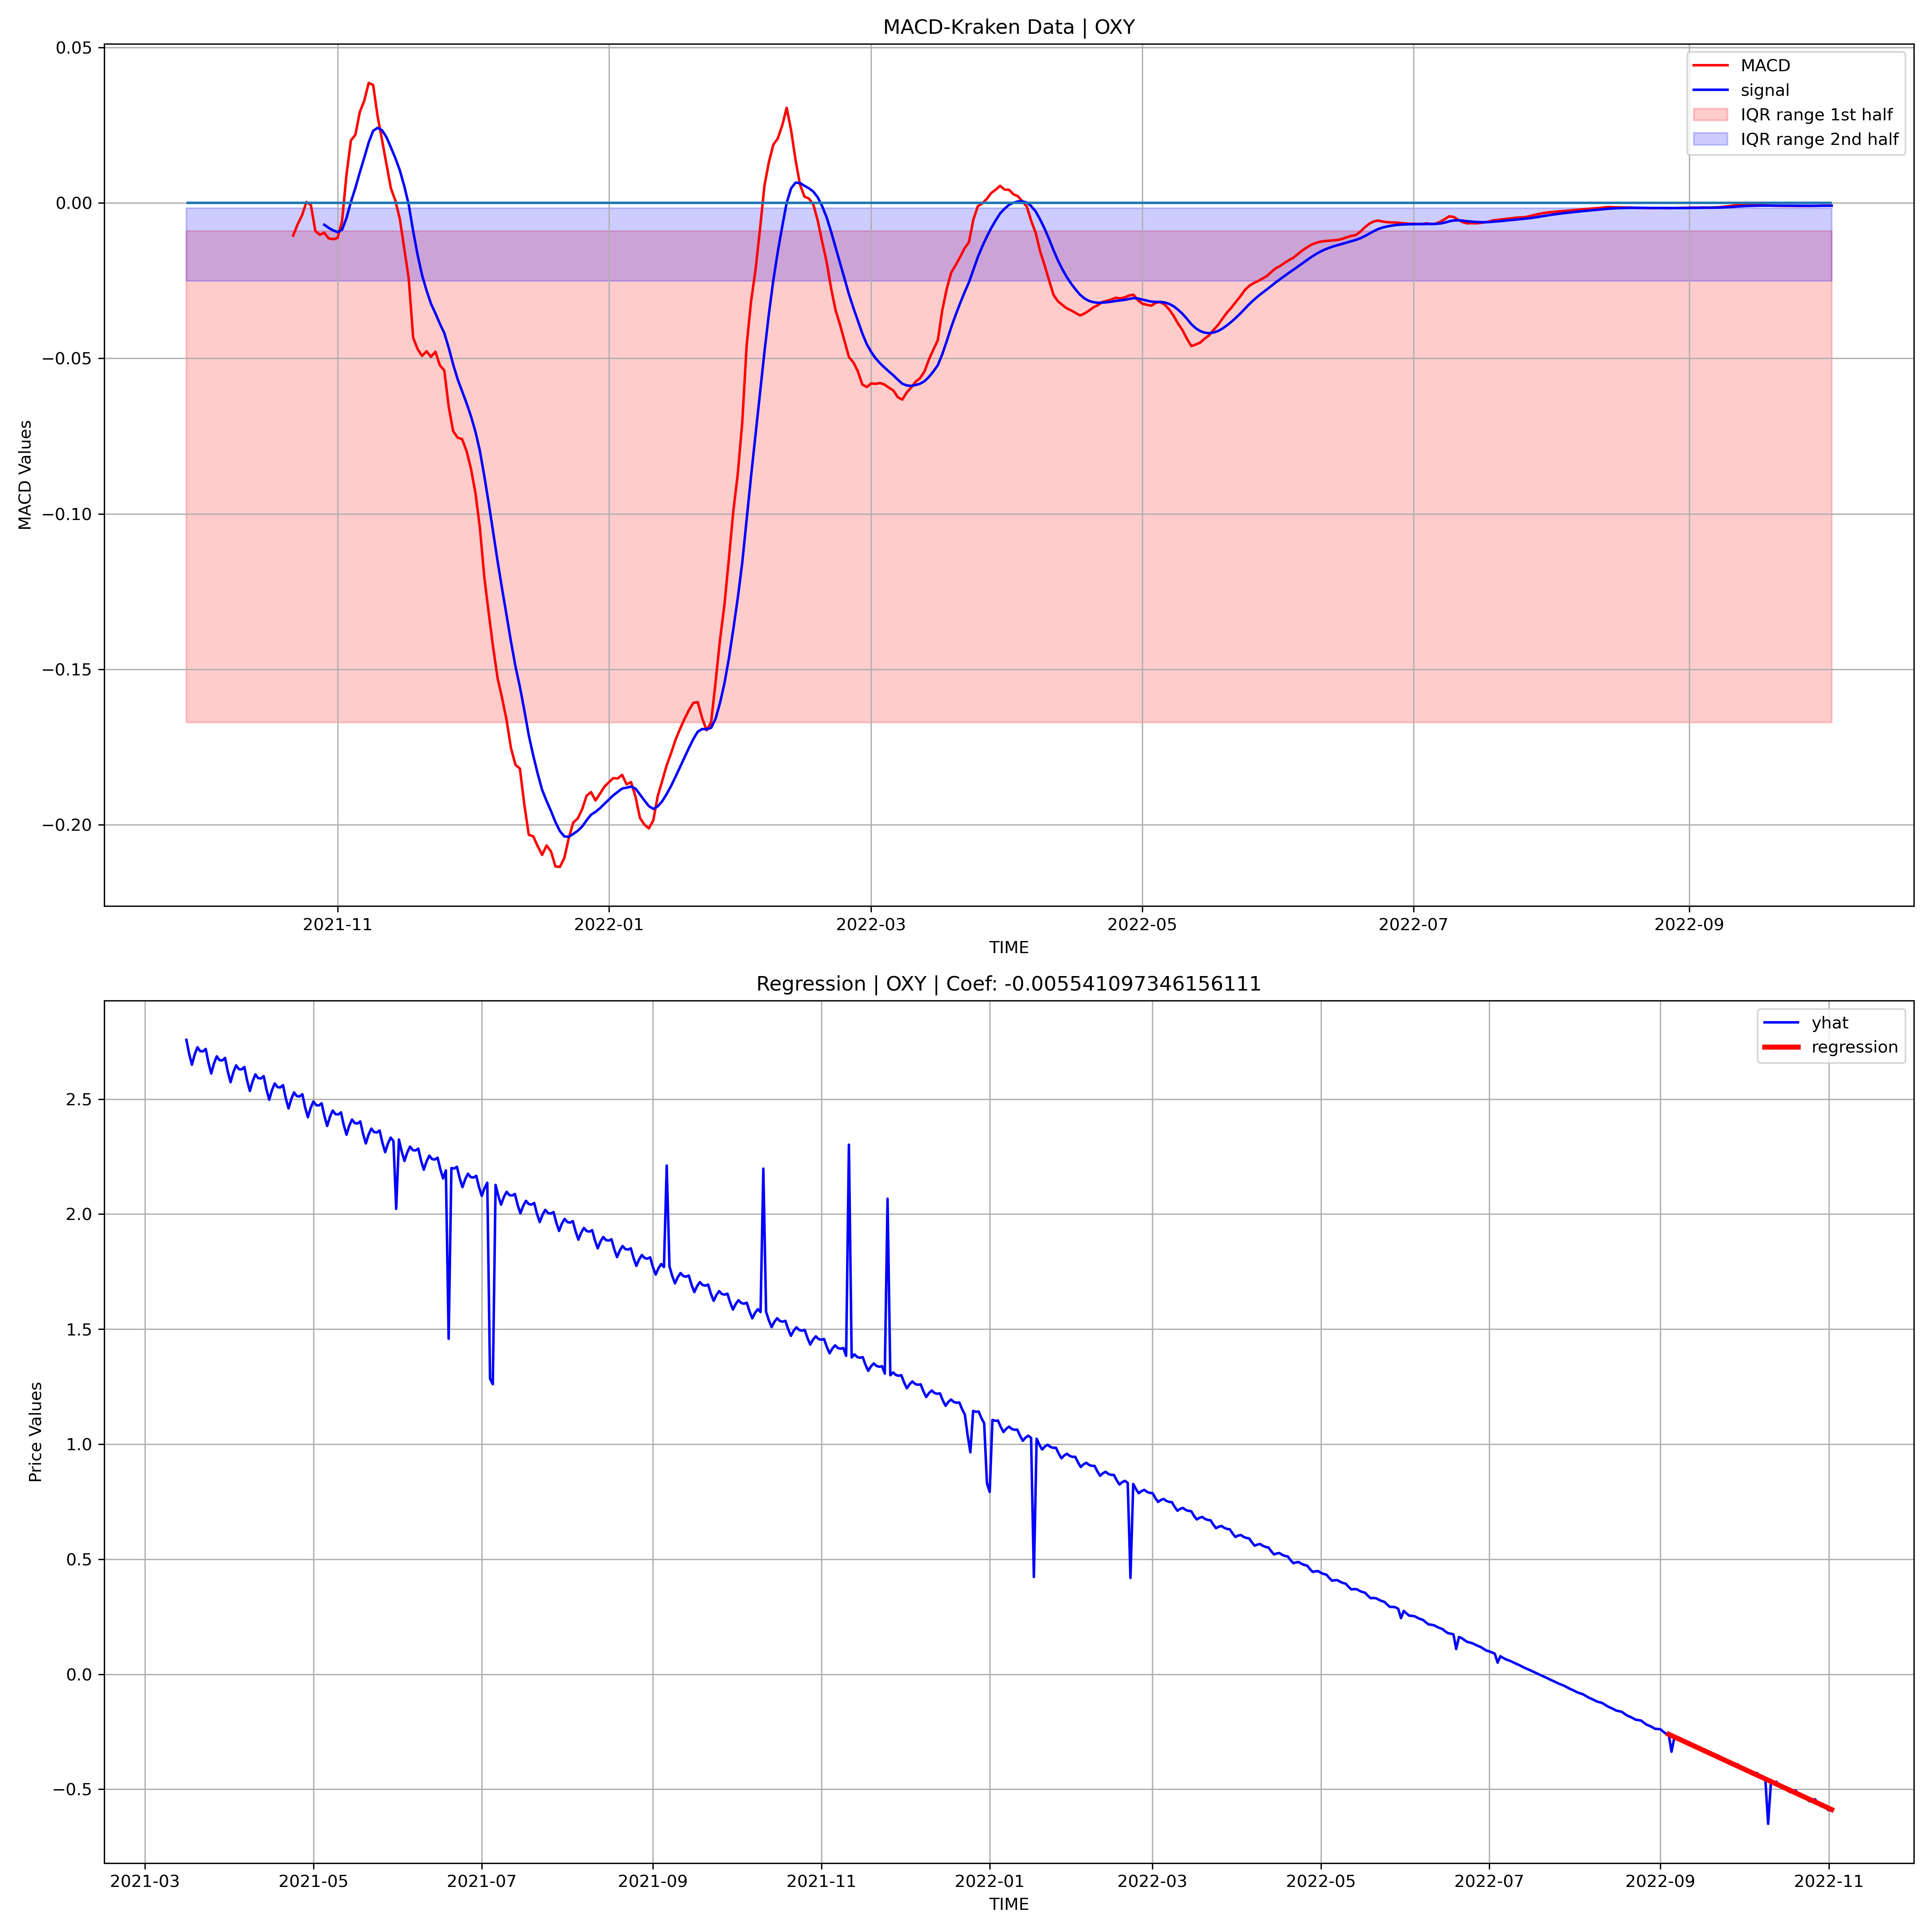 MACD-Kraken Data | OXY
MACD
signal
IQR range 1st half
IQR range 2nd half
0.05
0.00
−0.05
−0.10
−0.15
−0.20
MACD Values
2021-11
2022-01
2022-03
2022-05
2022-07
2022-09
TIME
Regression | OXY | Coef: -0.005541097346156111
yhat
regression
2.5
2.0
1.5
1.0
0.5
0.0
−0.5
Price Values
2021-03
2021-05
2021-07
2021-09
2021-11
2022-01
2022-03
2022-05
2022-07
2022-09
2022-11
TIME